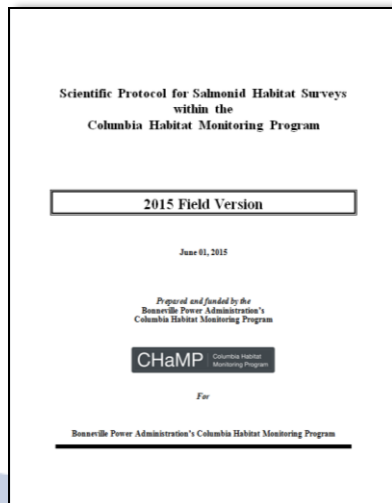 Scientific Protocol for Salmonid Habitat Surveys
within the
Columbia Habitat Monitoring Program
2015 Field Version
June 01, 2015
Prepared and funded by the
Bonneville Power Administration's
Columbia Habitat Monitoring Program
CHaMP Columbia Habitat
Monitoring Program
For
Bonneville Power Administration's Columbia Habitat Monitoring Program